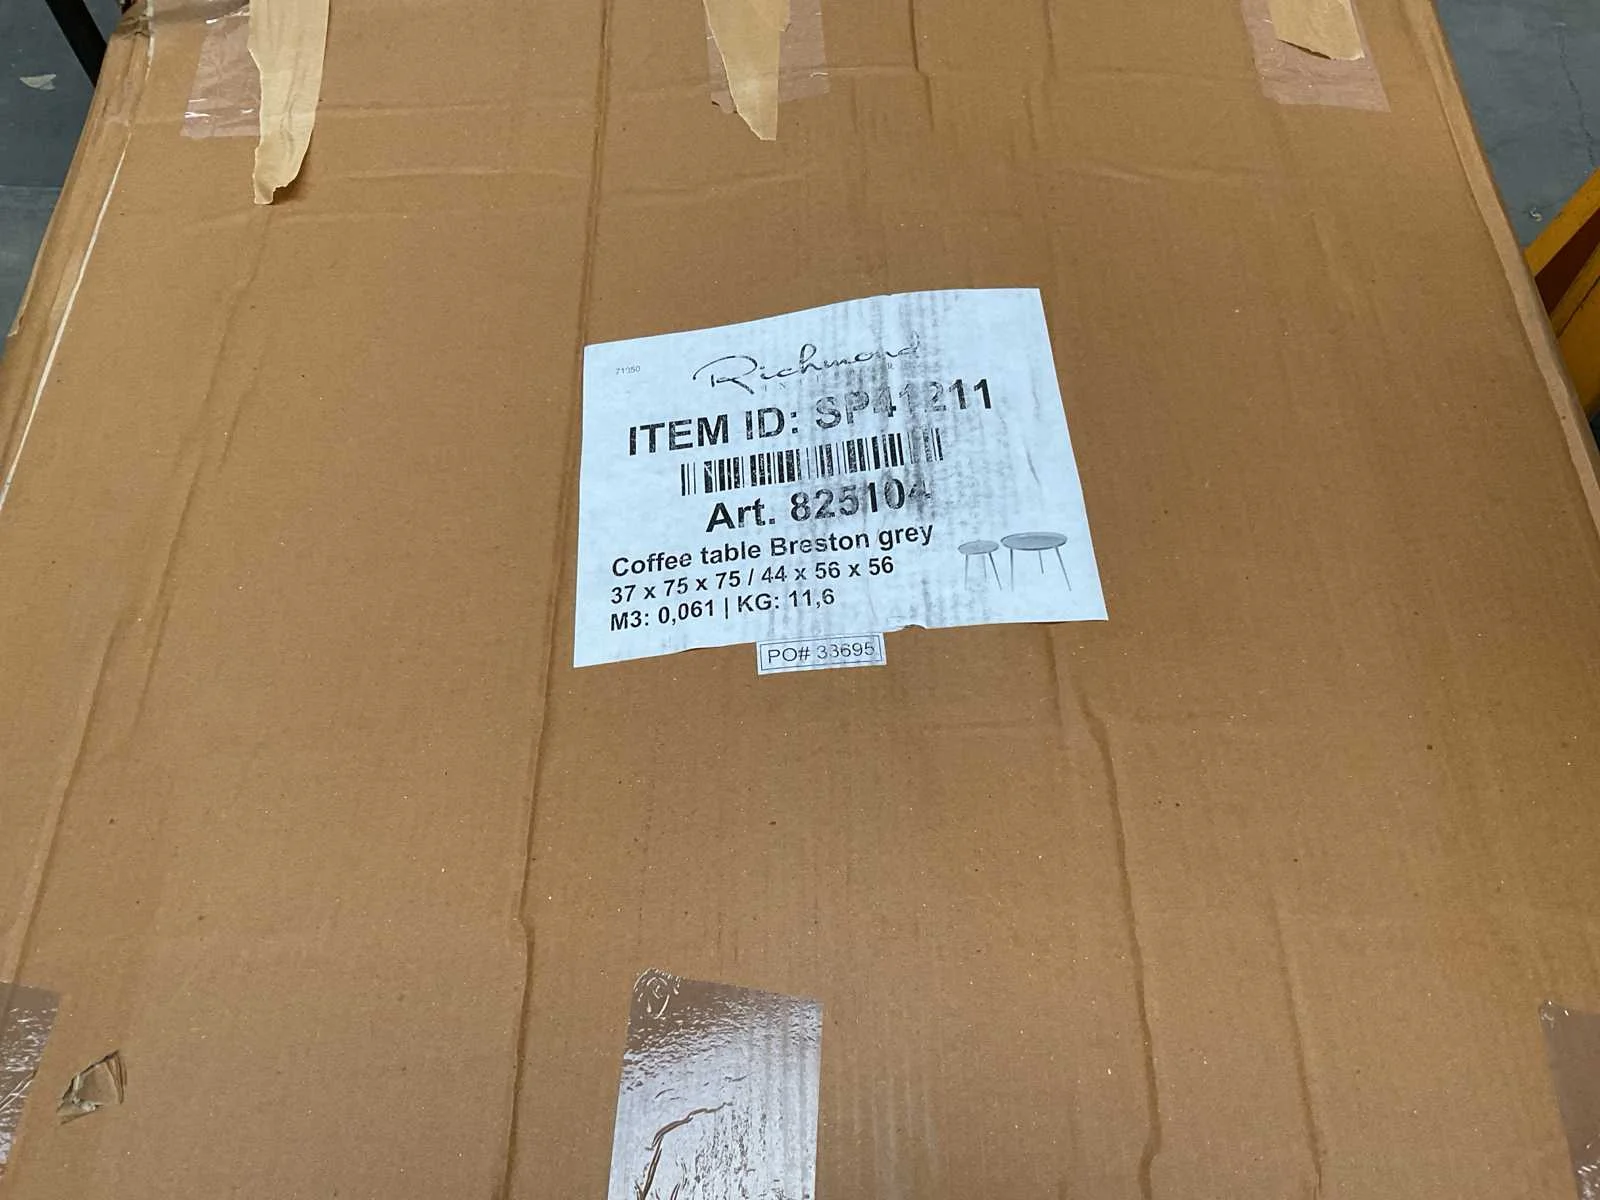 71350
Richmond
ITEM ID: SP41211
Art. 825104
Coffee table Breston grey
37 x 75 x 75 / 44 x 56 x 56
M3: 0,061 | KG: 11,6
PO# 33695